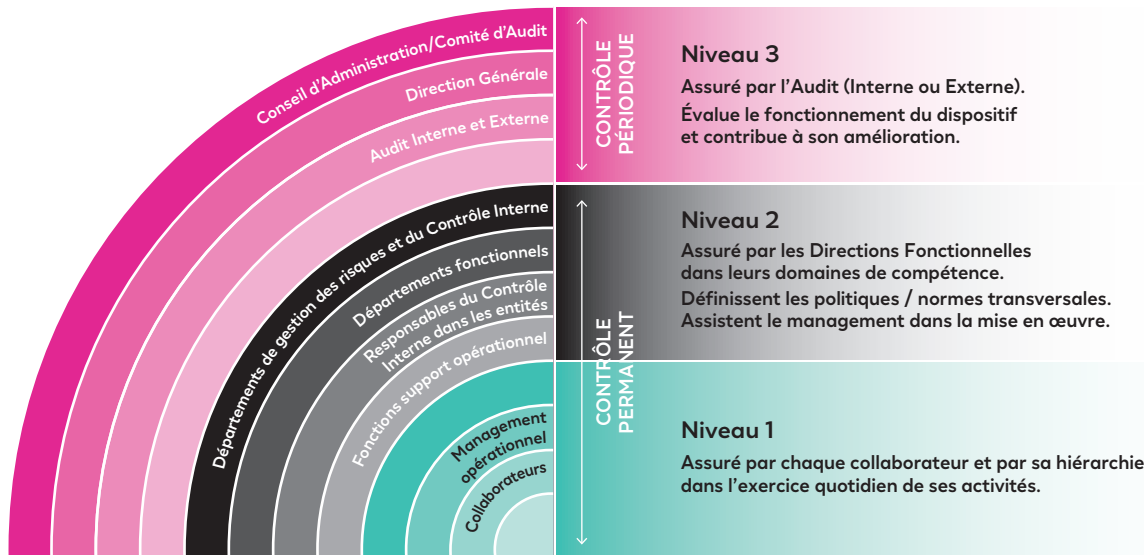 Conseil d'Administration/Comité d'Audit
Direction Générale
Audit Interne et Externe
CONTRÔLE
PÉRIODIQUE
Niveau 3
Assuré par l'Audit (Interne ou Externe).
Évalue le fonctionnement du dispositif
et contribue à son amélioration.
Départements de gestion des risques et du Contrôle Interne
Départements fonctionnels
Responsables du Contrôle
Interne dans les entités
Fonctions support opérationnel
CONTRÔLE
PERMANENT
Niveau 2
Assuré par les Directions Fonctionnelles
dans leurs domaines de compétence.
Définissent les politiques / normes transversales.
Assistent le management dans la mise en œuvre.
Management
opérationnel
Collaborateurs
Niveau 1
Assuré par chaque collaborateur et par sa hiérarchie
dans l'exercice quotidien de ses activités.